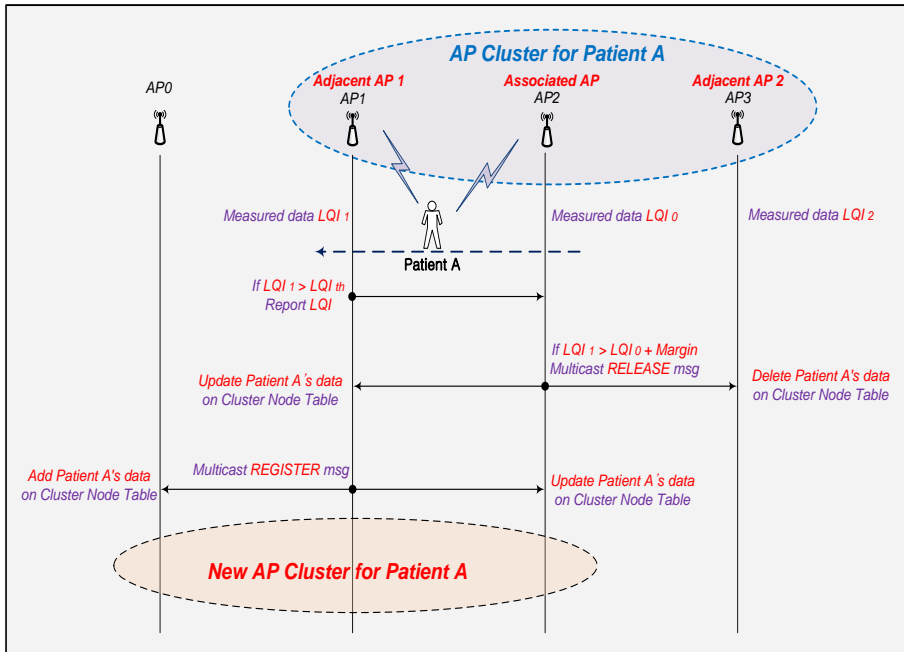 AP Cluster for Patient A
Adjacent AP 1
Associated AP
Adjacent AP 2
AP0
AP1
AP2
AP3
Measured data LQI 1
Measured data LQI 0
Measured data LQI 2
Patient A
If LQI 1 > LQI th
Report LQI
If LQI 1 > LQI 0 + Margin
Multicast RELEASE msg
Update Patient A´s data
on Cluster Node Table
Delete Patient A's data
on Cluster Node Table
Multicast REGISTER msg
Add Patient A's data
on Cluster Node Table
Update Patient A´s data
on Cluster Node Table
New AP Cluster for Patient A